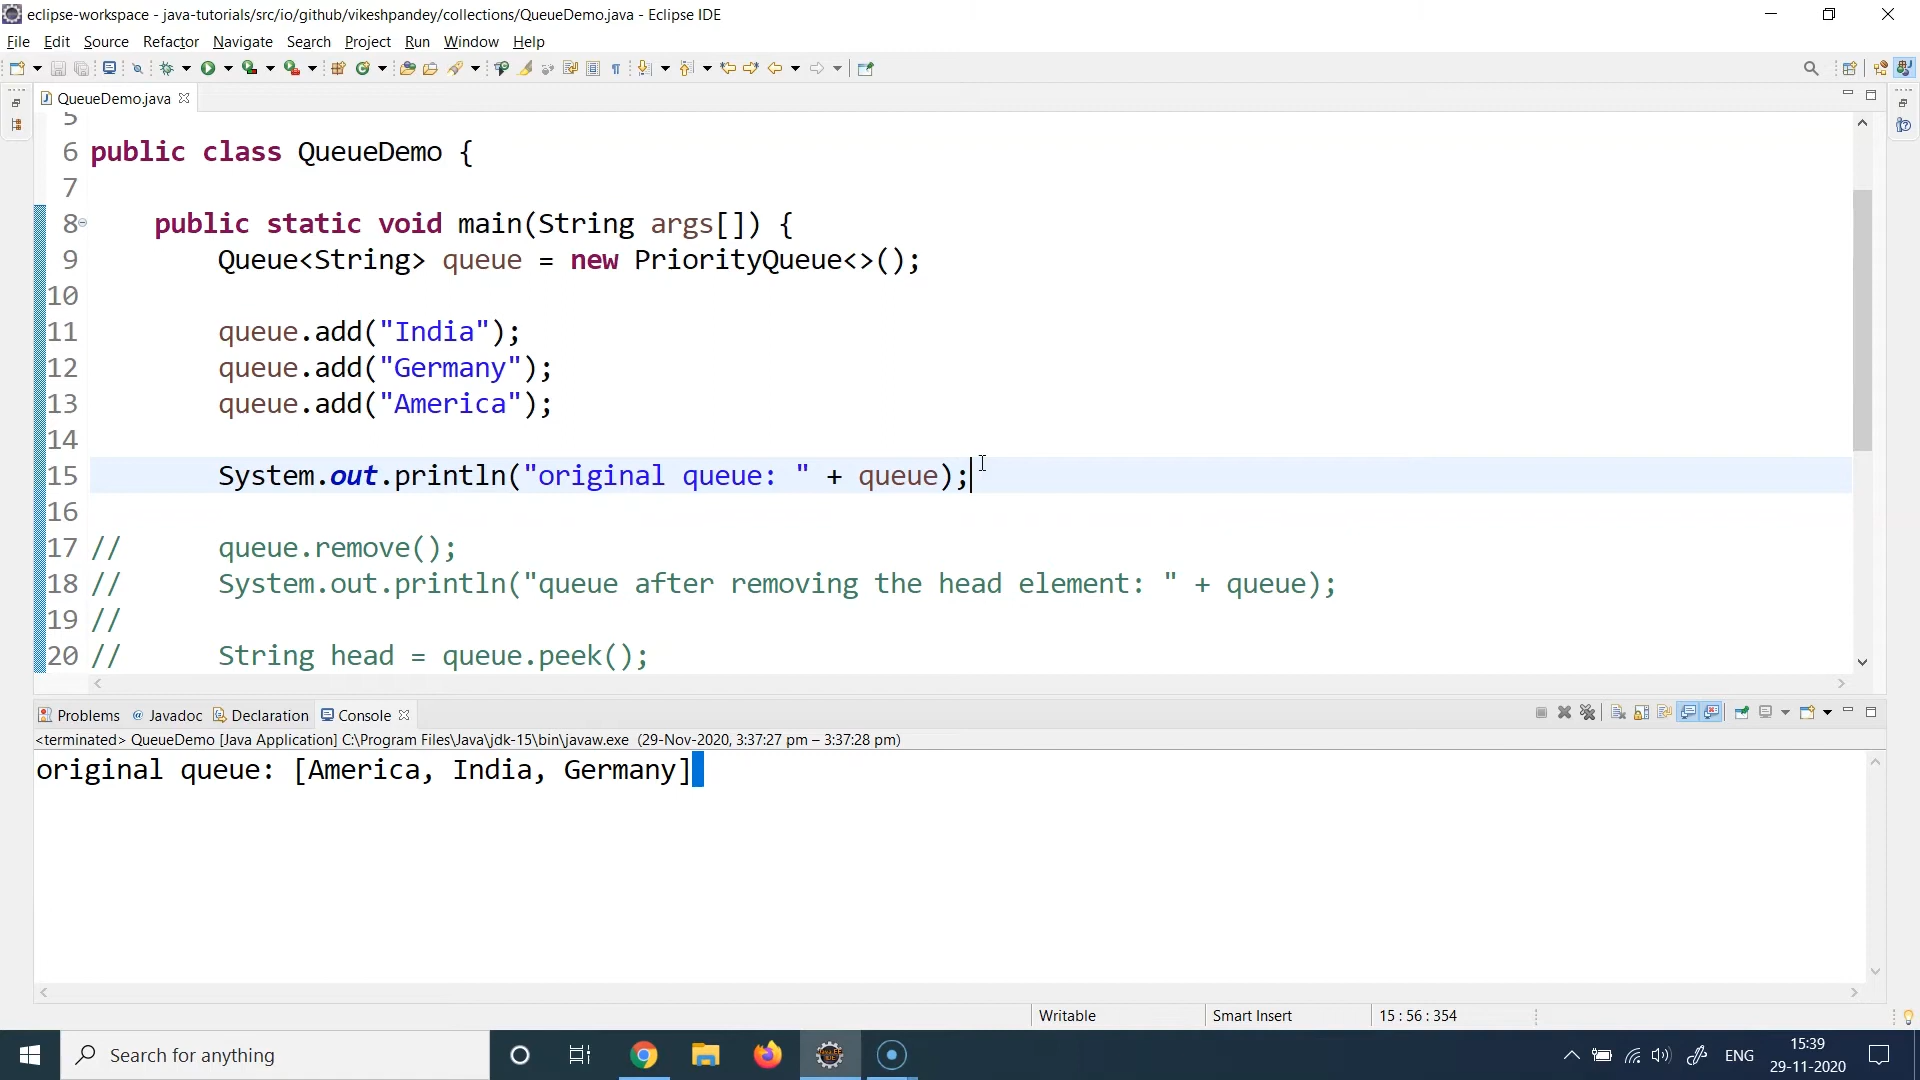 eclipse-workspace - java-tutorials/src/io/github/vikeshpandey/collections/QueueDemo.java - Eclipse IDE
File Edit Source Refactor Navigate Search Project Run Window Help
QueueDemo.java
5
6 public class QueueDemo {
7
8 public static void main(String args[]) {
9 Queue<String> queue = new PriorityQueue<>();
10
11 queue.add("India");
12 queue.add("Germany");
13 queue.add("America");
14
15 System.out.println("original queue: " + queue);
16
17 // queue.remove();
18 // System.out.println("queue after removing the head element: " + queue);
19 //
20 // String head = queue.peek();
Problems @ Javadoc Declaration Console
<terminated> QueueDemo [Java Application] C:\Program Files\Java\jdk-15\bin\javaw.exe (29-Nov-2020, 3:37:27 pm – 3:37:28 pm)
original queue: [America, India, Germany]
Writable Smart Insert 15 : 56 : 354
Search for anything
ENG
15:39
29-11-2020